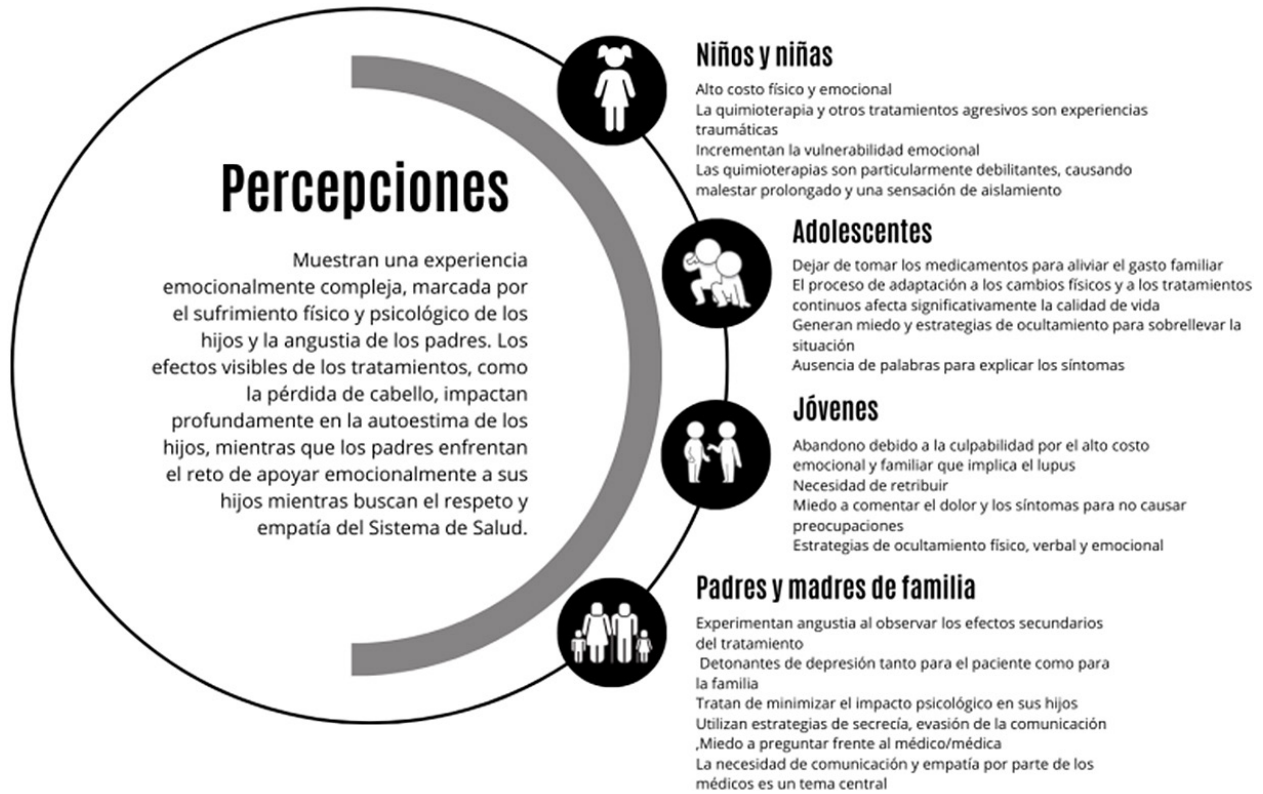 Percepciones
Muestran una experiencia
emocionalmente compleja, marcada por
el sufrimiento físico y psicológico de los
hijos y la angustia de los padres. Los
efectos visibles de los tratamientos, como
la pérdida de cabello, impactan
profundamente en la autoestima de los
hijos, mientras que los padres enfrentan
el reto de apoyar emocionalmente a sus
hijos mientras buscan el respeto y
empatía del Sistema de Salud.
Niños y niñas
Alto costo físico y emocional
La quimioterapia y otros tratamientos agresivos son experiencias
traumáticas
Incrementan la vulnerabilidad emocional
Las quimioterapias son particularmente debilitantes, causando
malestar prolongado y una sensación de aislamiento
Adolescentes
Dejar de tomar los medicamentos para aliviar el gasto familiar
El proceso de adaptación a los cambios físicos y a los tratamientos
continuos afecta significativamente la calidad de vida
Generan miedo y estrategias de ocultamiento para sobrellevar la
situación
Ausencia de palabras para explicar los síntomas
Jóvenes
Abandono debido a la culpabilidad por el alto costo
emocional y familiar que implica el lupus
Necesidad de retribuir
Miedo a comentar el dolor y los síntomas para no causar
preocupaciones
Estrategias de ocultamiento físico, verbal y emocional
Padres y madres de familia
Experimentan angustia al observar los efectos secundarios
del tratamiento
Detonantes de depresión tanto para el paciente como para
la familia
Tratan de minimizar el impacto psicológico en sus hijos
Utilizan estrategias de secrecía, evasión de la comunicación
,Miedo a preguntar frente al médico/médica
La necesidad de comunicación y empatía por parte de los
médicos es un tema central